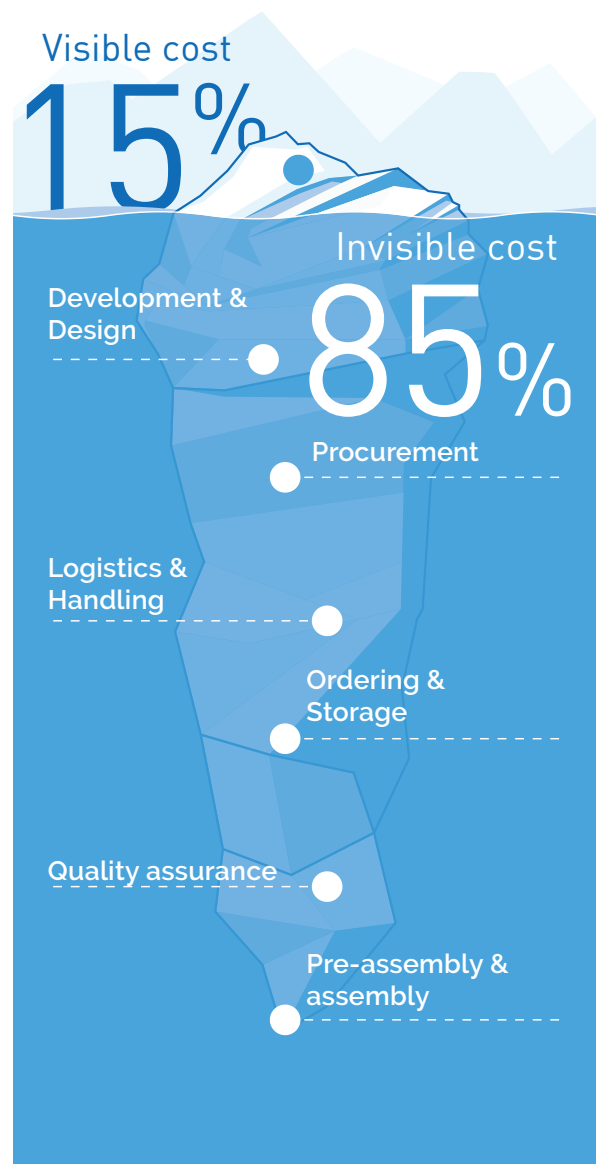 Visible cost
15%
Invisible cost
85%
Development &
Design
Procurement
Logistics &
Handling
Ordering &
Storage
Quality assurance
Pre-assembly &
assembly